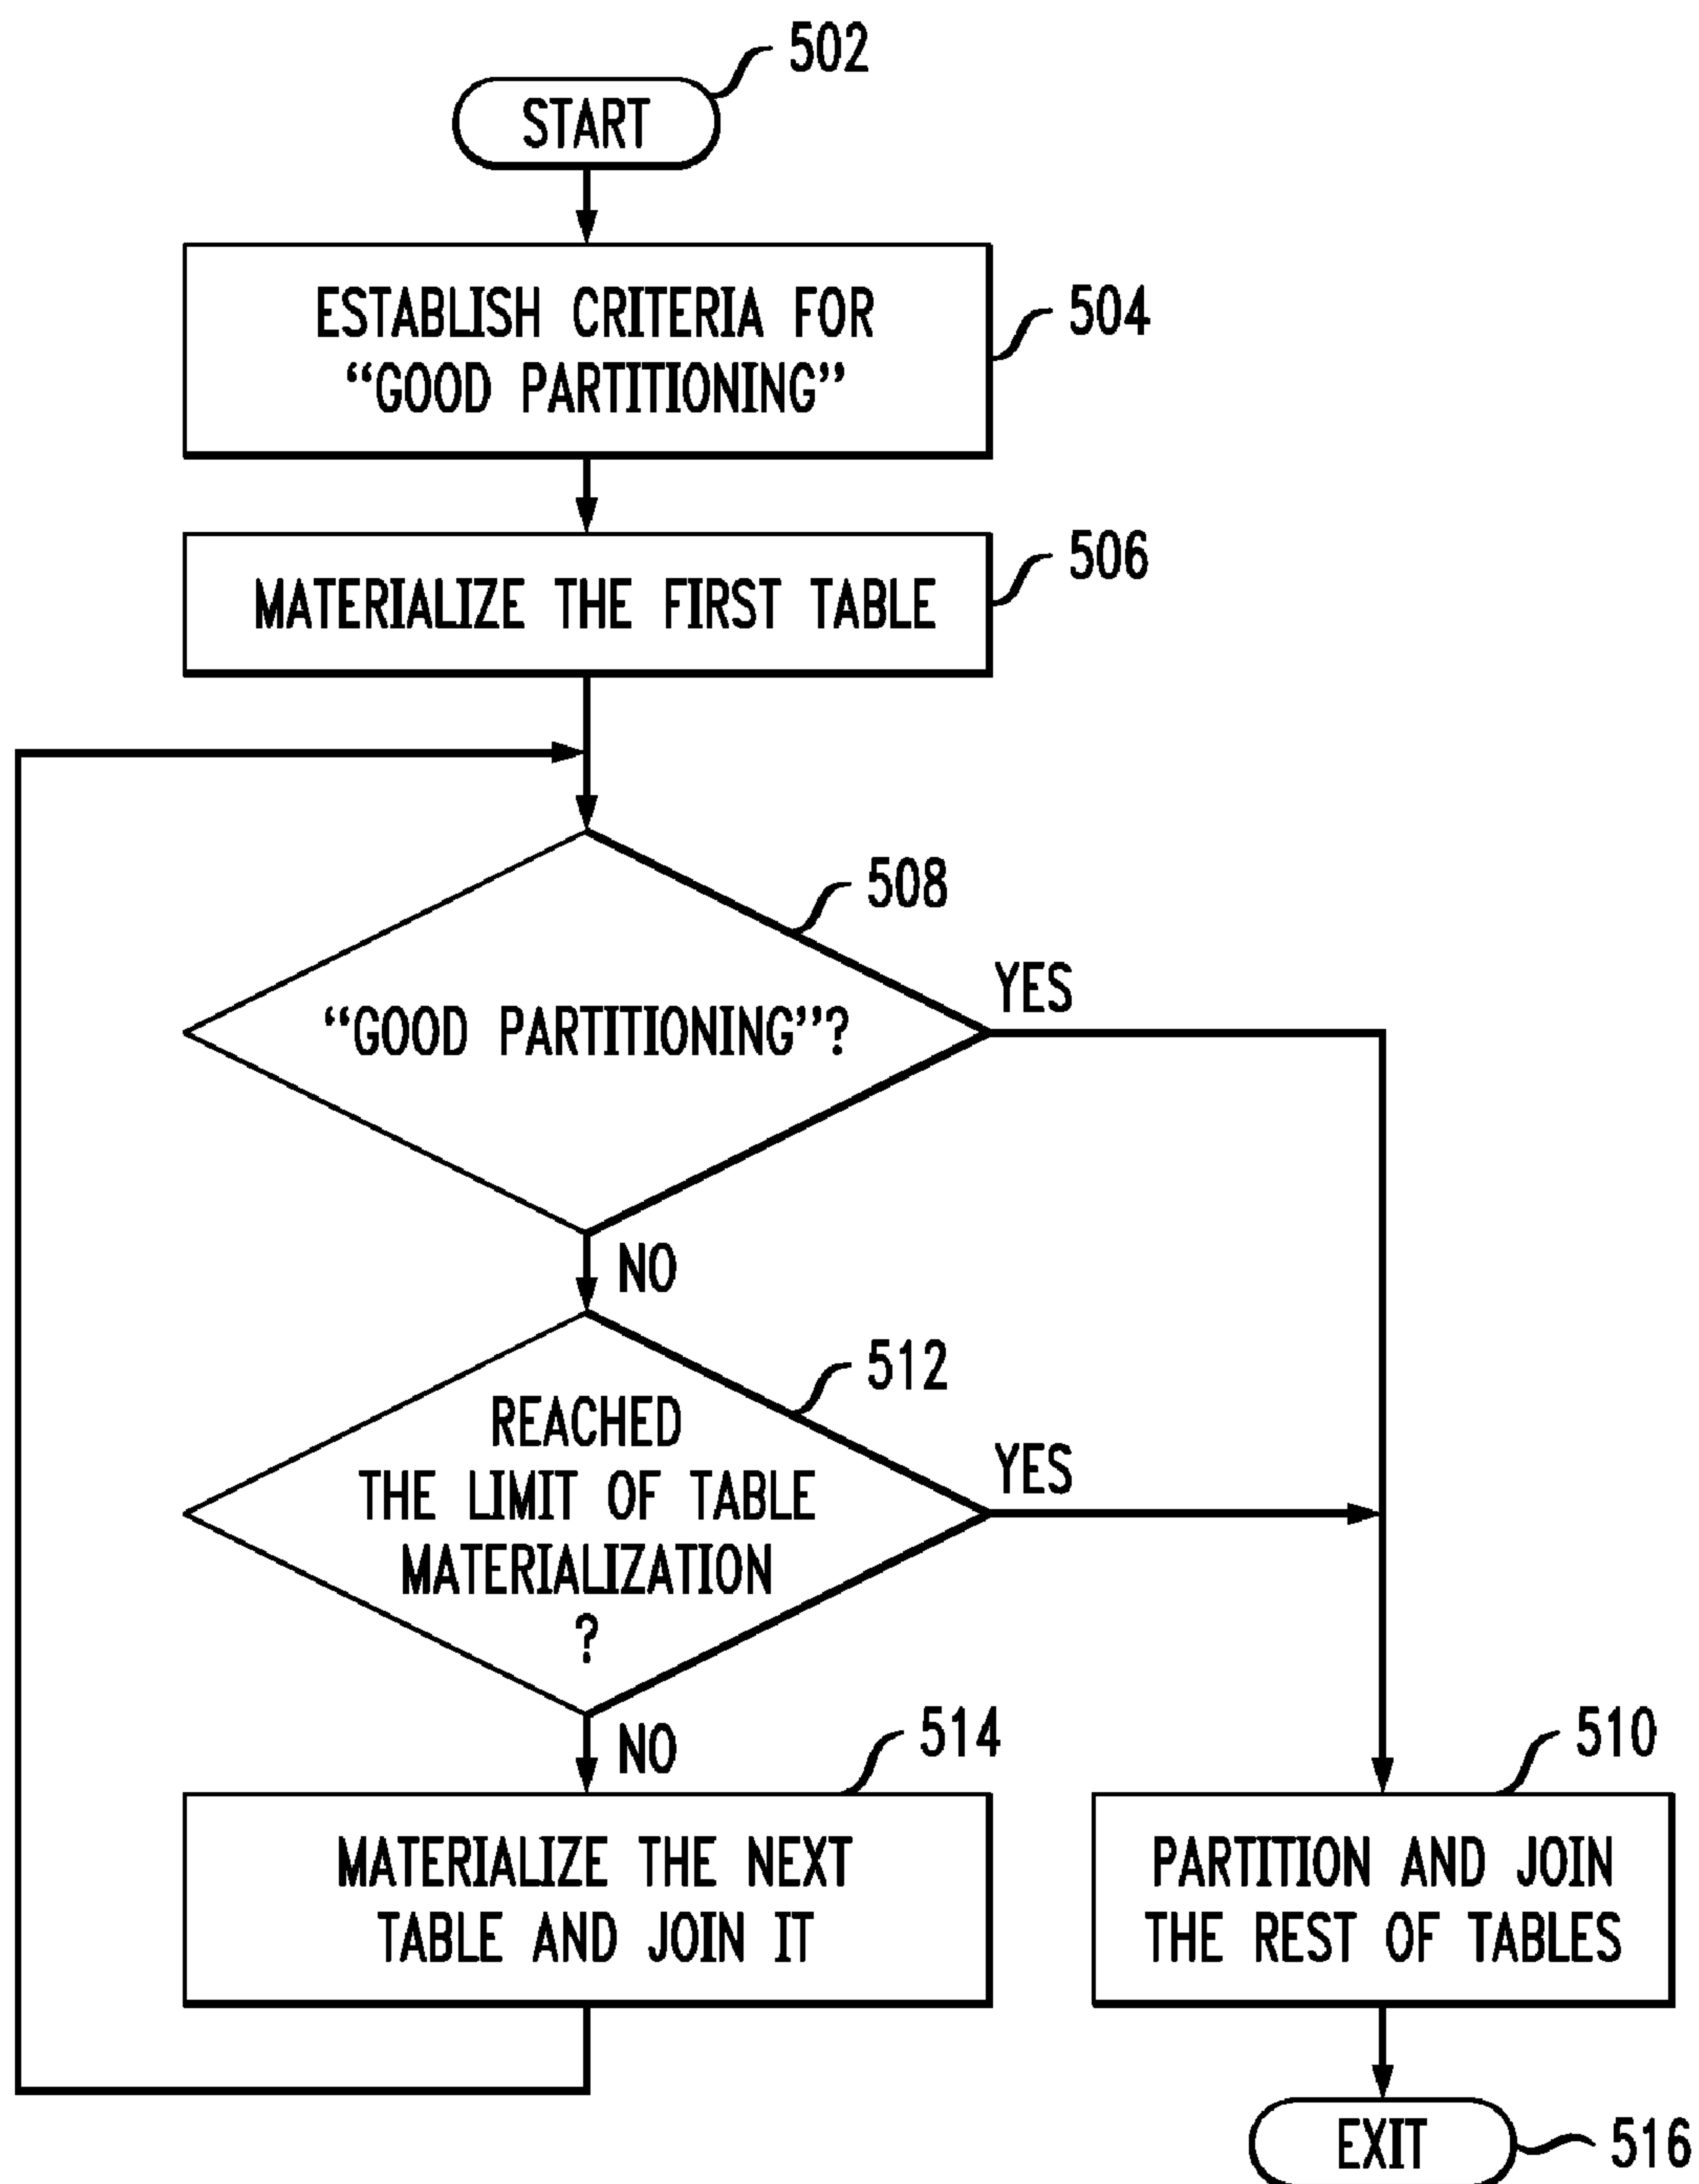 502
START
ESTABLISH CRITERIA FOR
“GOOD PARTITIONING”
504
MATERIALIZE THE FIRST TABLE
506
508
“GOOD PARTITIONING”?
YES
NO
512
REACHED
THE LIMIT OF TABLE
MATERIALIZATION
?
YES
NO
514
MATERIALIZE THE NEXT
TABLE AND JOIN IT
510
PARTITION AND JOIN
THE REST OF TABLES
EXIT
516